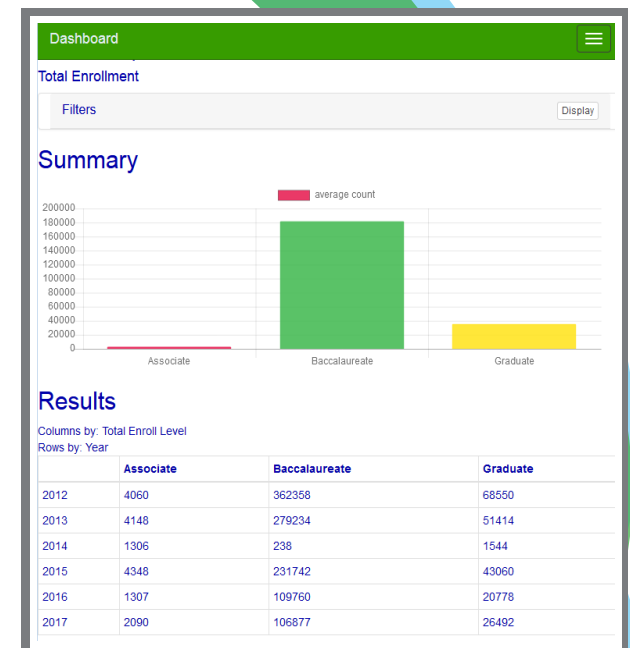 Dashboard
Total Enrollment
Filters
Display
Summary
average count
200000
180000
160000
140000
120000
100000
80000
60000
40000
20000
0
Associate Baccalaureate Graduate
Results
Columns by: Total Enroll Level
Rows by: Year
Associate Baccalaureate Graduate
2012 4060 362358 68550
2013 4148 279234 51414
2014 1306 238 1544
2015 4348 231742 43060
2016 1307 109760 20778
2017 2090 106877 26492